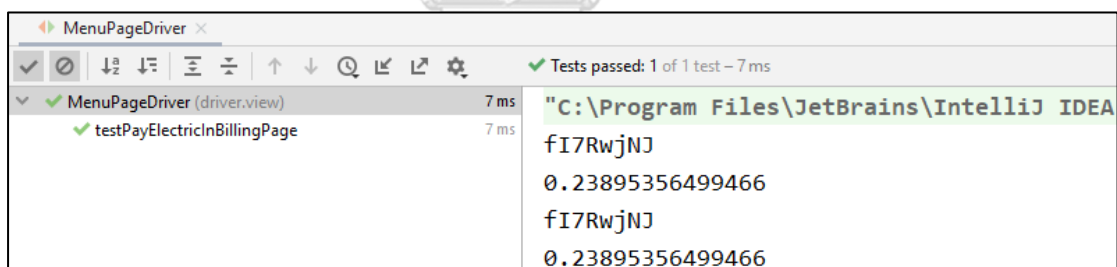 MenuPageDriver
Tests passed: 1 of 1 test – 7 ms
MenuPageDriver (driver.view) 7 ms
testPayElectricInBillingPage 7 ms
"C:\Program Files\JetBrains\IntelliJ IDEA
fI7RwjNJ
0.23895356499466
fI7RwjNJ
0.23895356499466